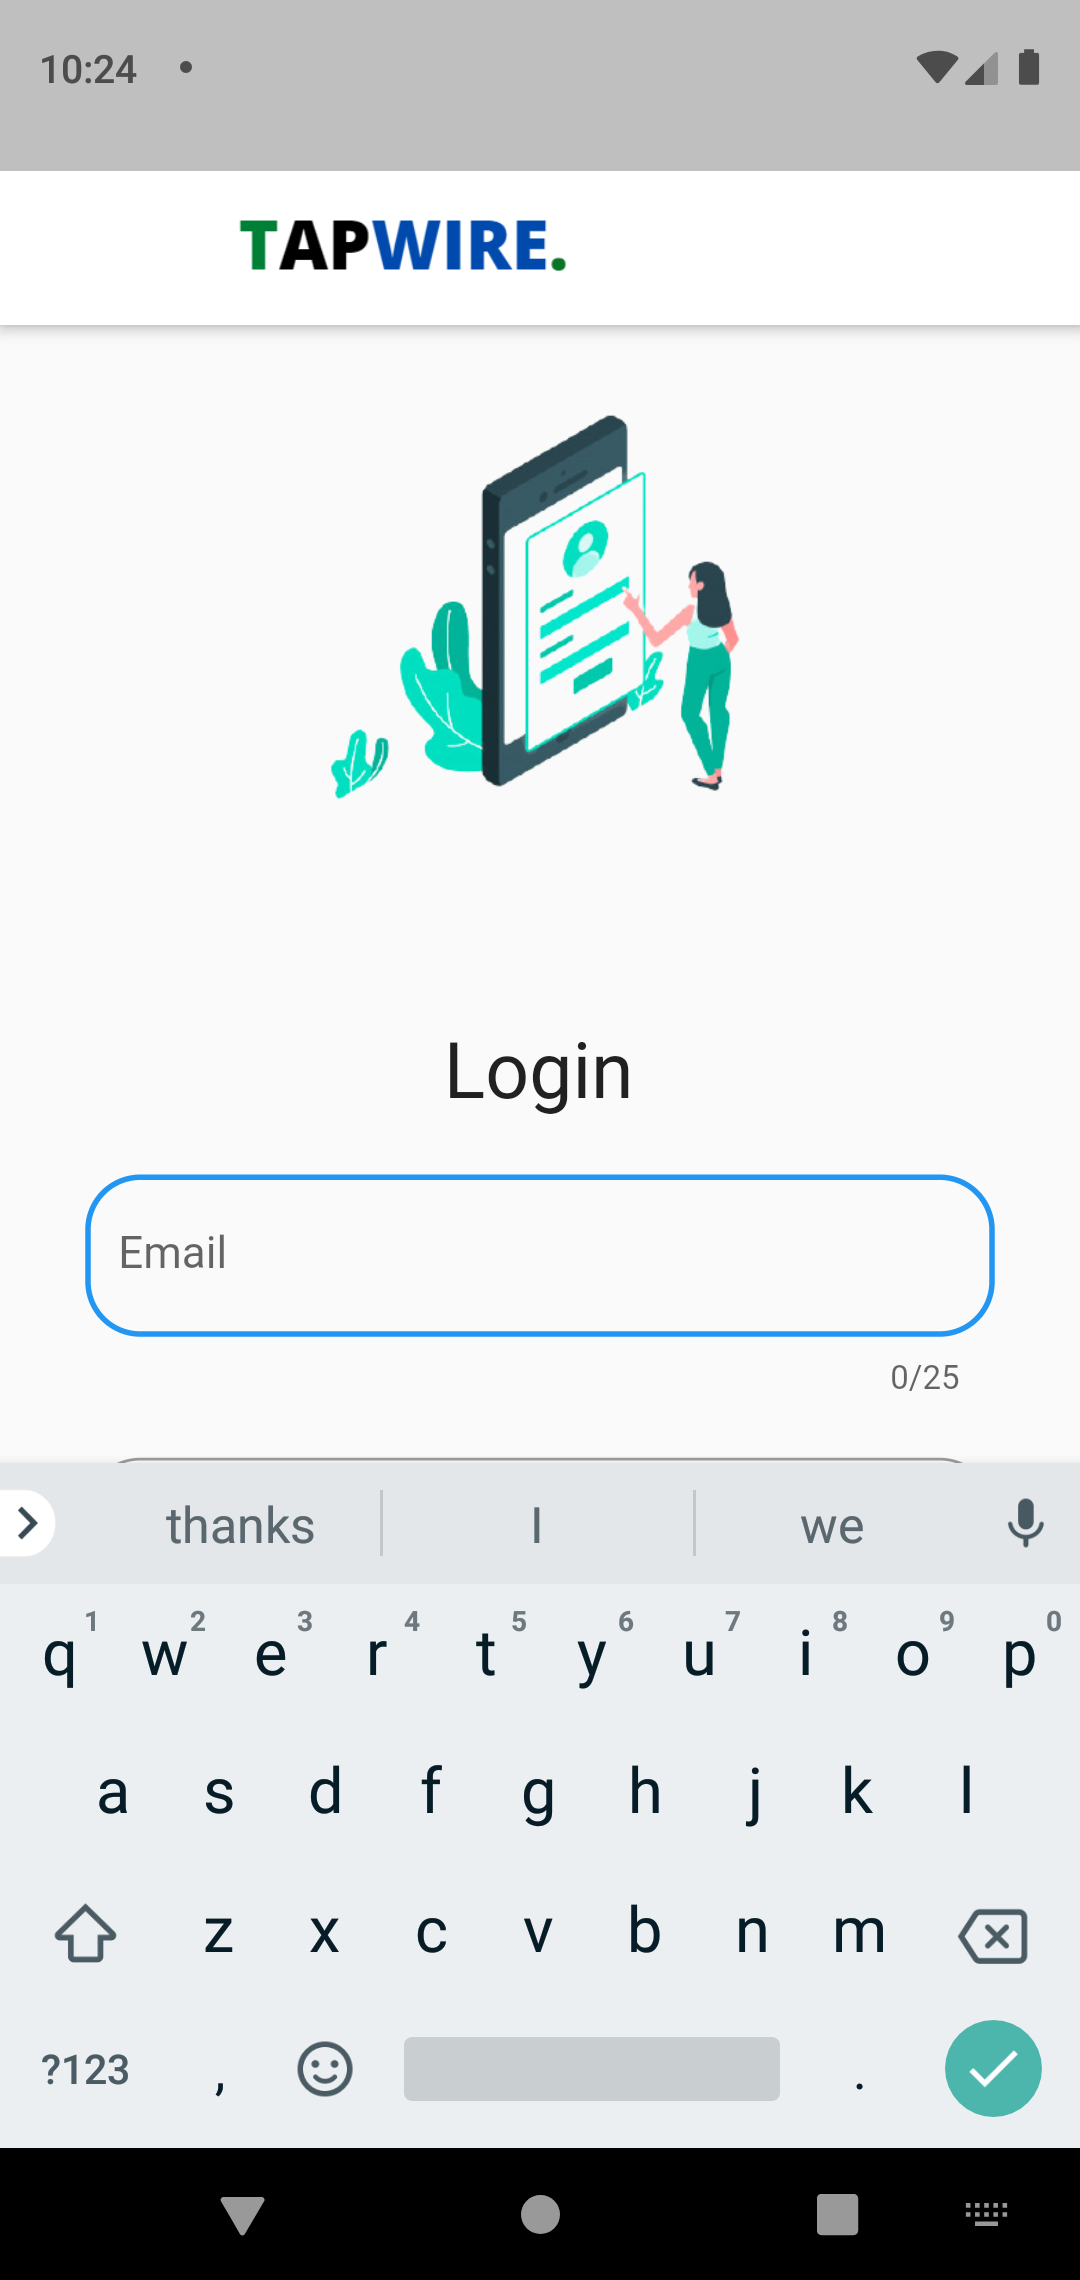 10:24
TAPWIRE.
Login
Email
0/25
thanks I we
1 2 3 4 5 6 7 8 9 0
q w e r t y u i o p
a s d f g h j k l
z x c v b n m
?123 , .